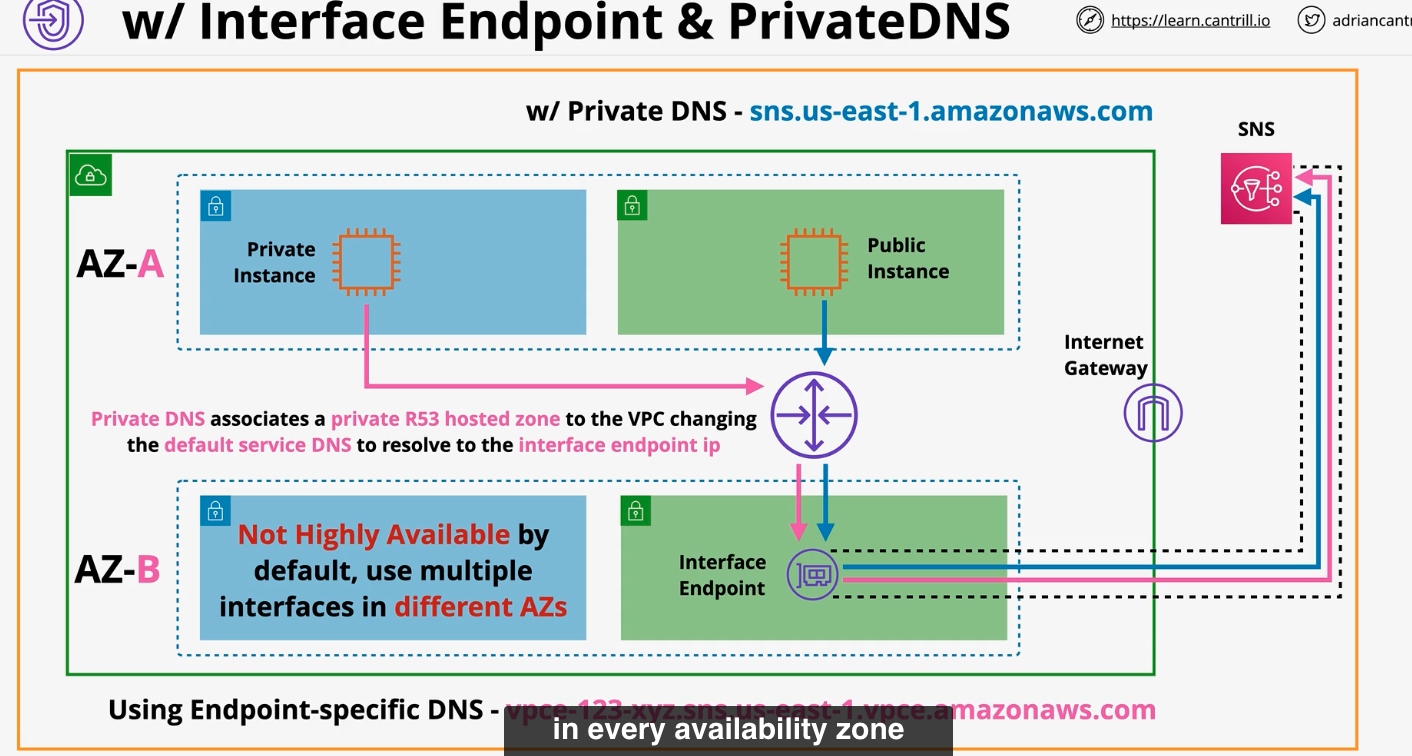 w/ Interface Endpoint & PrivateDNS
https://learn.cantrill.io
adriancant
w/ Private DNS - sns.us-east-1.amazonaws.com
SNS
AZ-A
Private
Instance
Public
Instance
Internet
Gateway
Private DNS associates a private R53 hosted zone to the VPC changing
the default service DNS to resolve to the interface endpoint ip
AZ-B
Not Highly Available by
default, use multiple
interfaces in different AZs
Interface
Endpoint
Using Endpoint-specific DNS - vpce-123-xyz.sns.us-east-1.vpce.amazonaws.com
in every availability zone